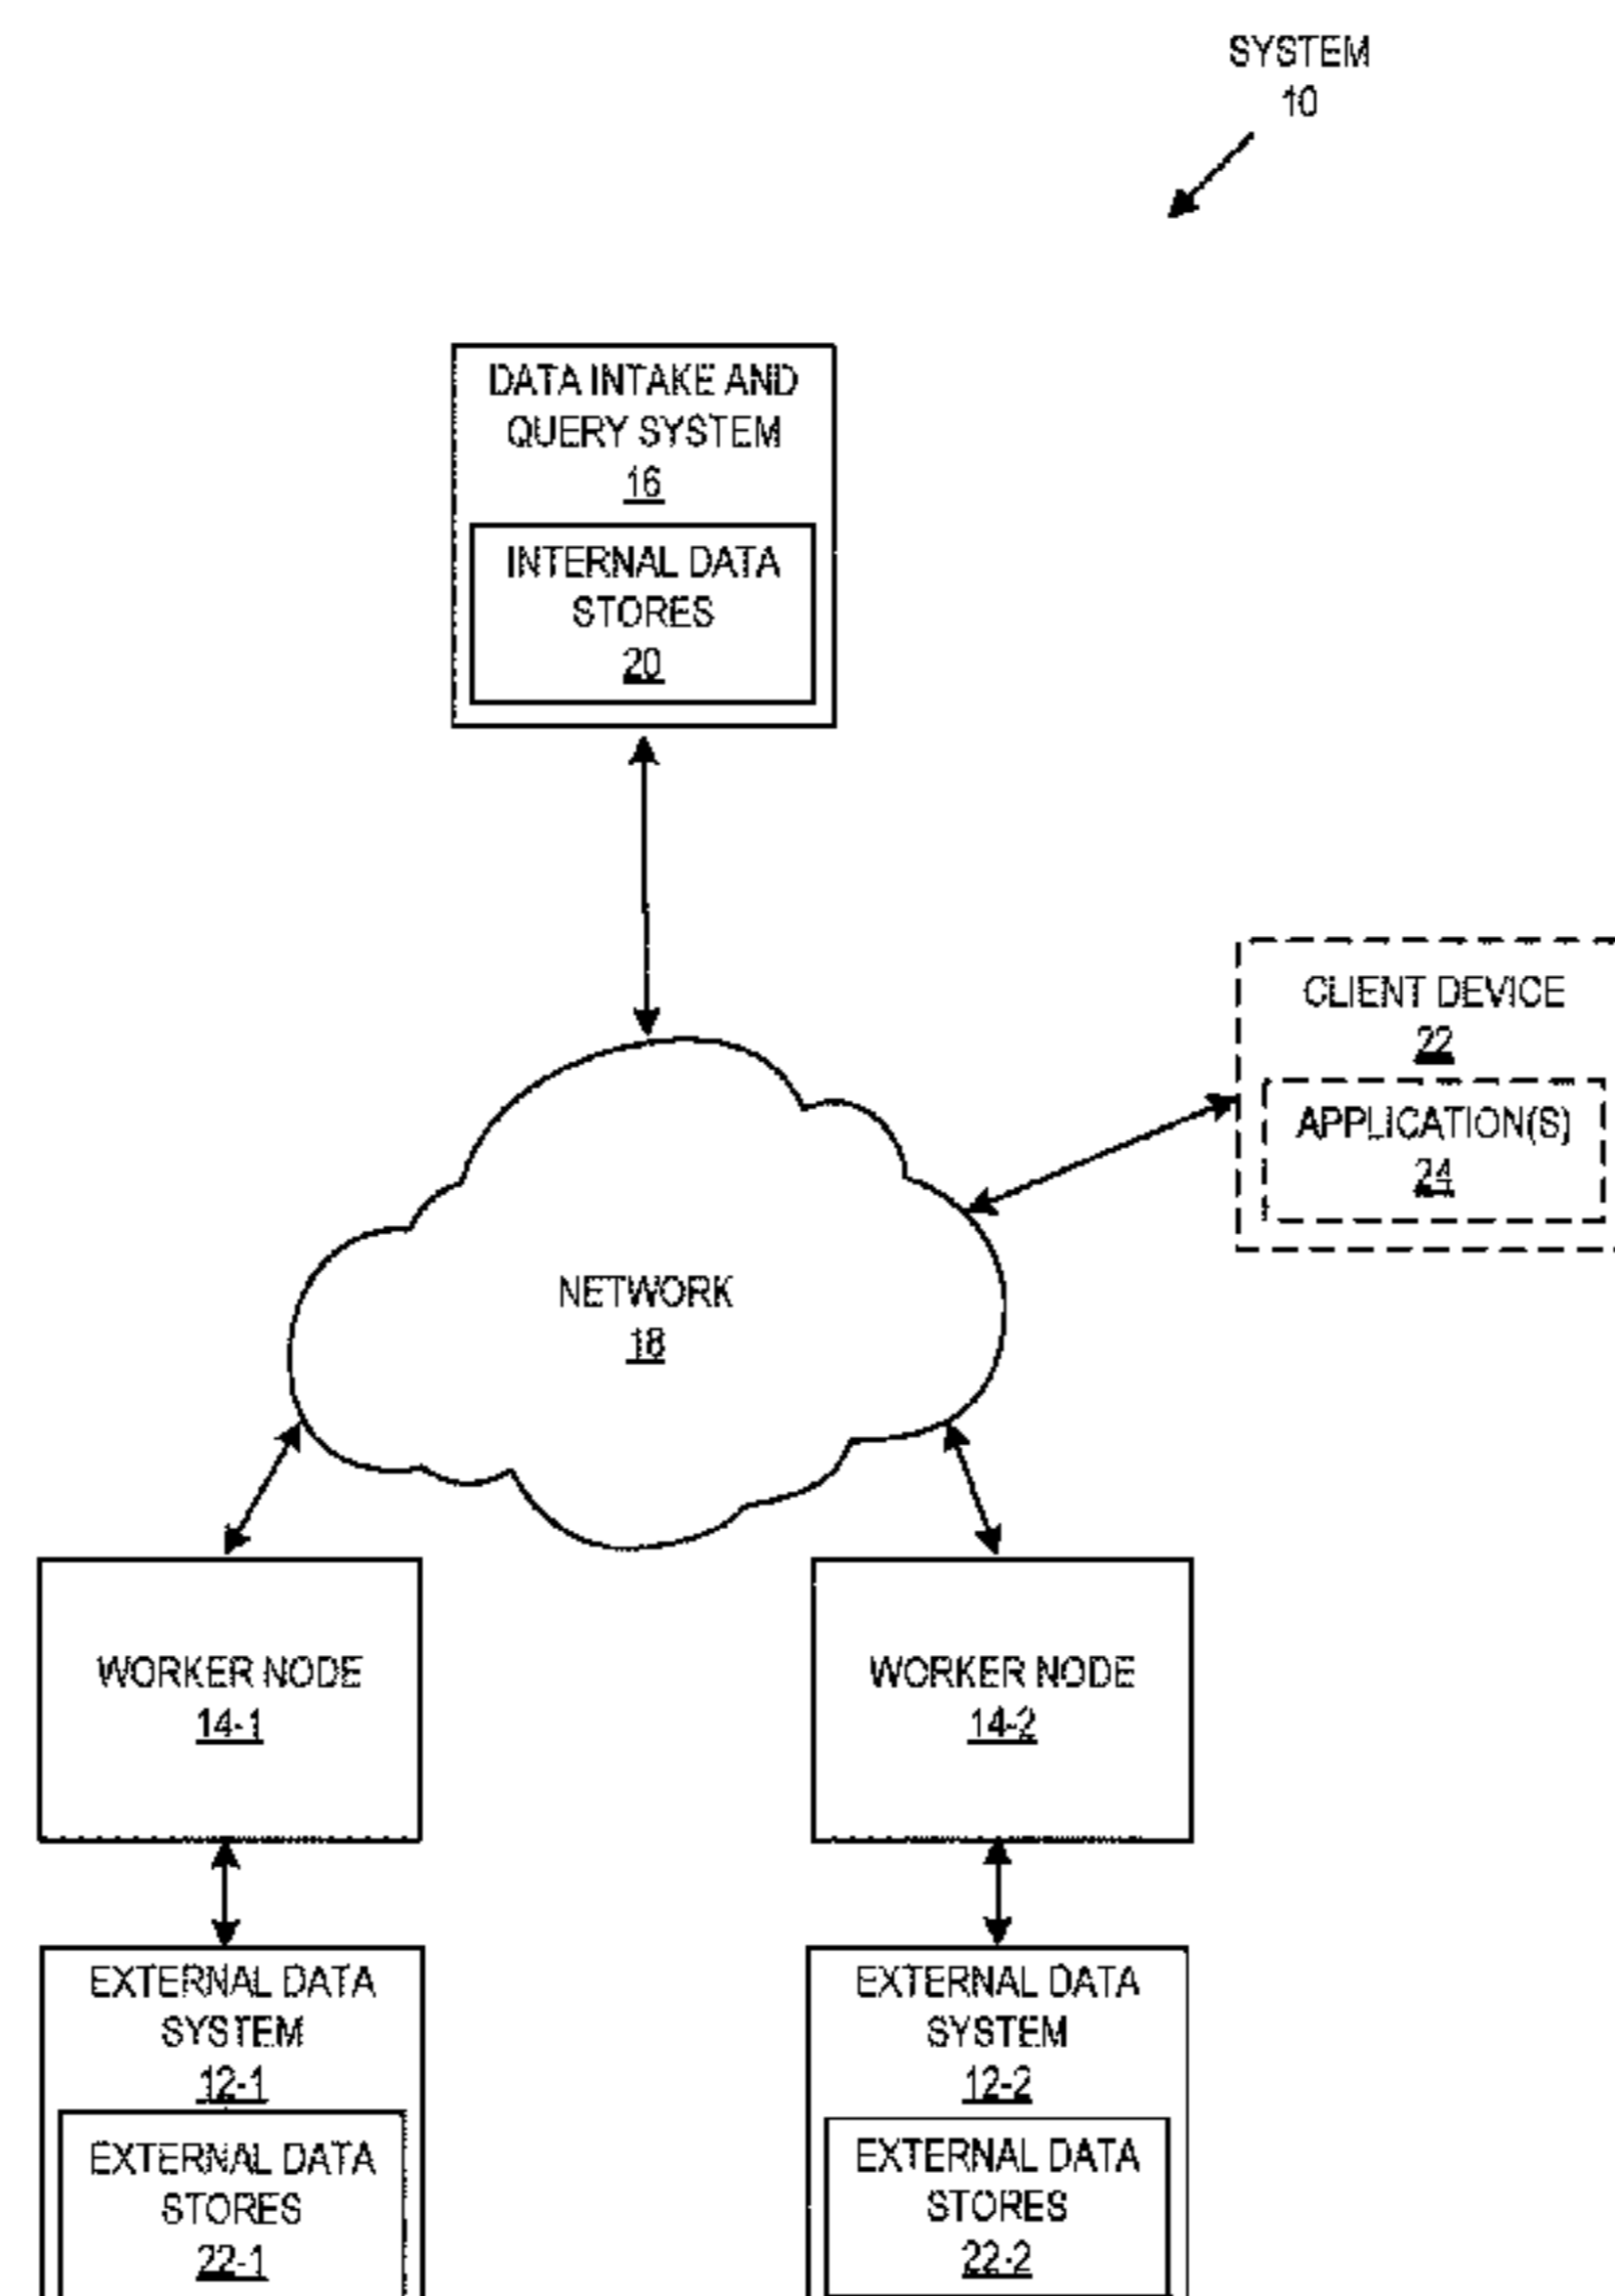 SYSTEM
10
DATA INTAKE AND
QUERY SYSTEM
16
INTERNAL DATA
STORES
20
CLIENT DEVICE
22
APPLICATION(S)
24
NETWORK
18
WORKER NODE
14-1
WORKER NODE
14-2
EXTERNAL DATA
SYSTEM
12-1
EXTERNAL DATA
STORES
22-1
EXTERNAL DATA
SYSTEM
12-2
EXTERNAL DATA
STORES
22-2